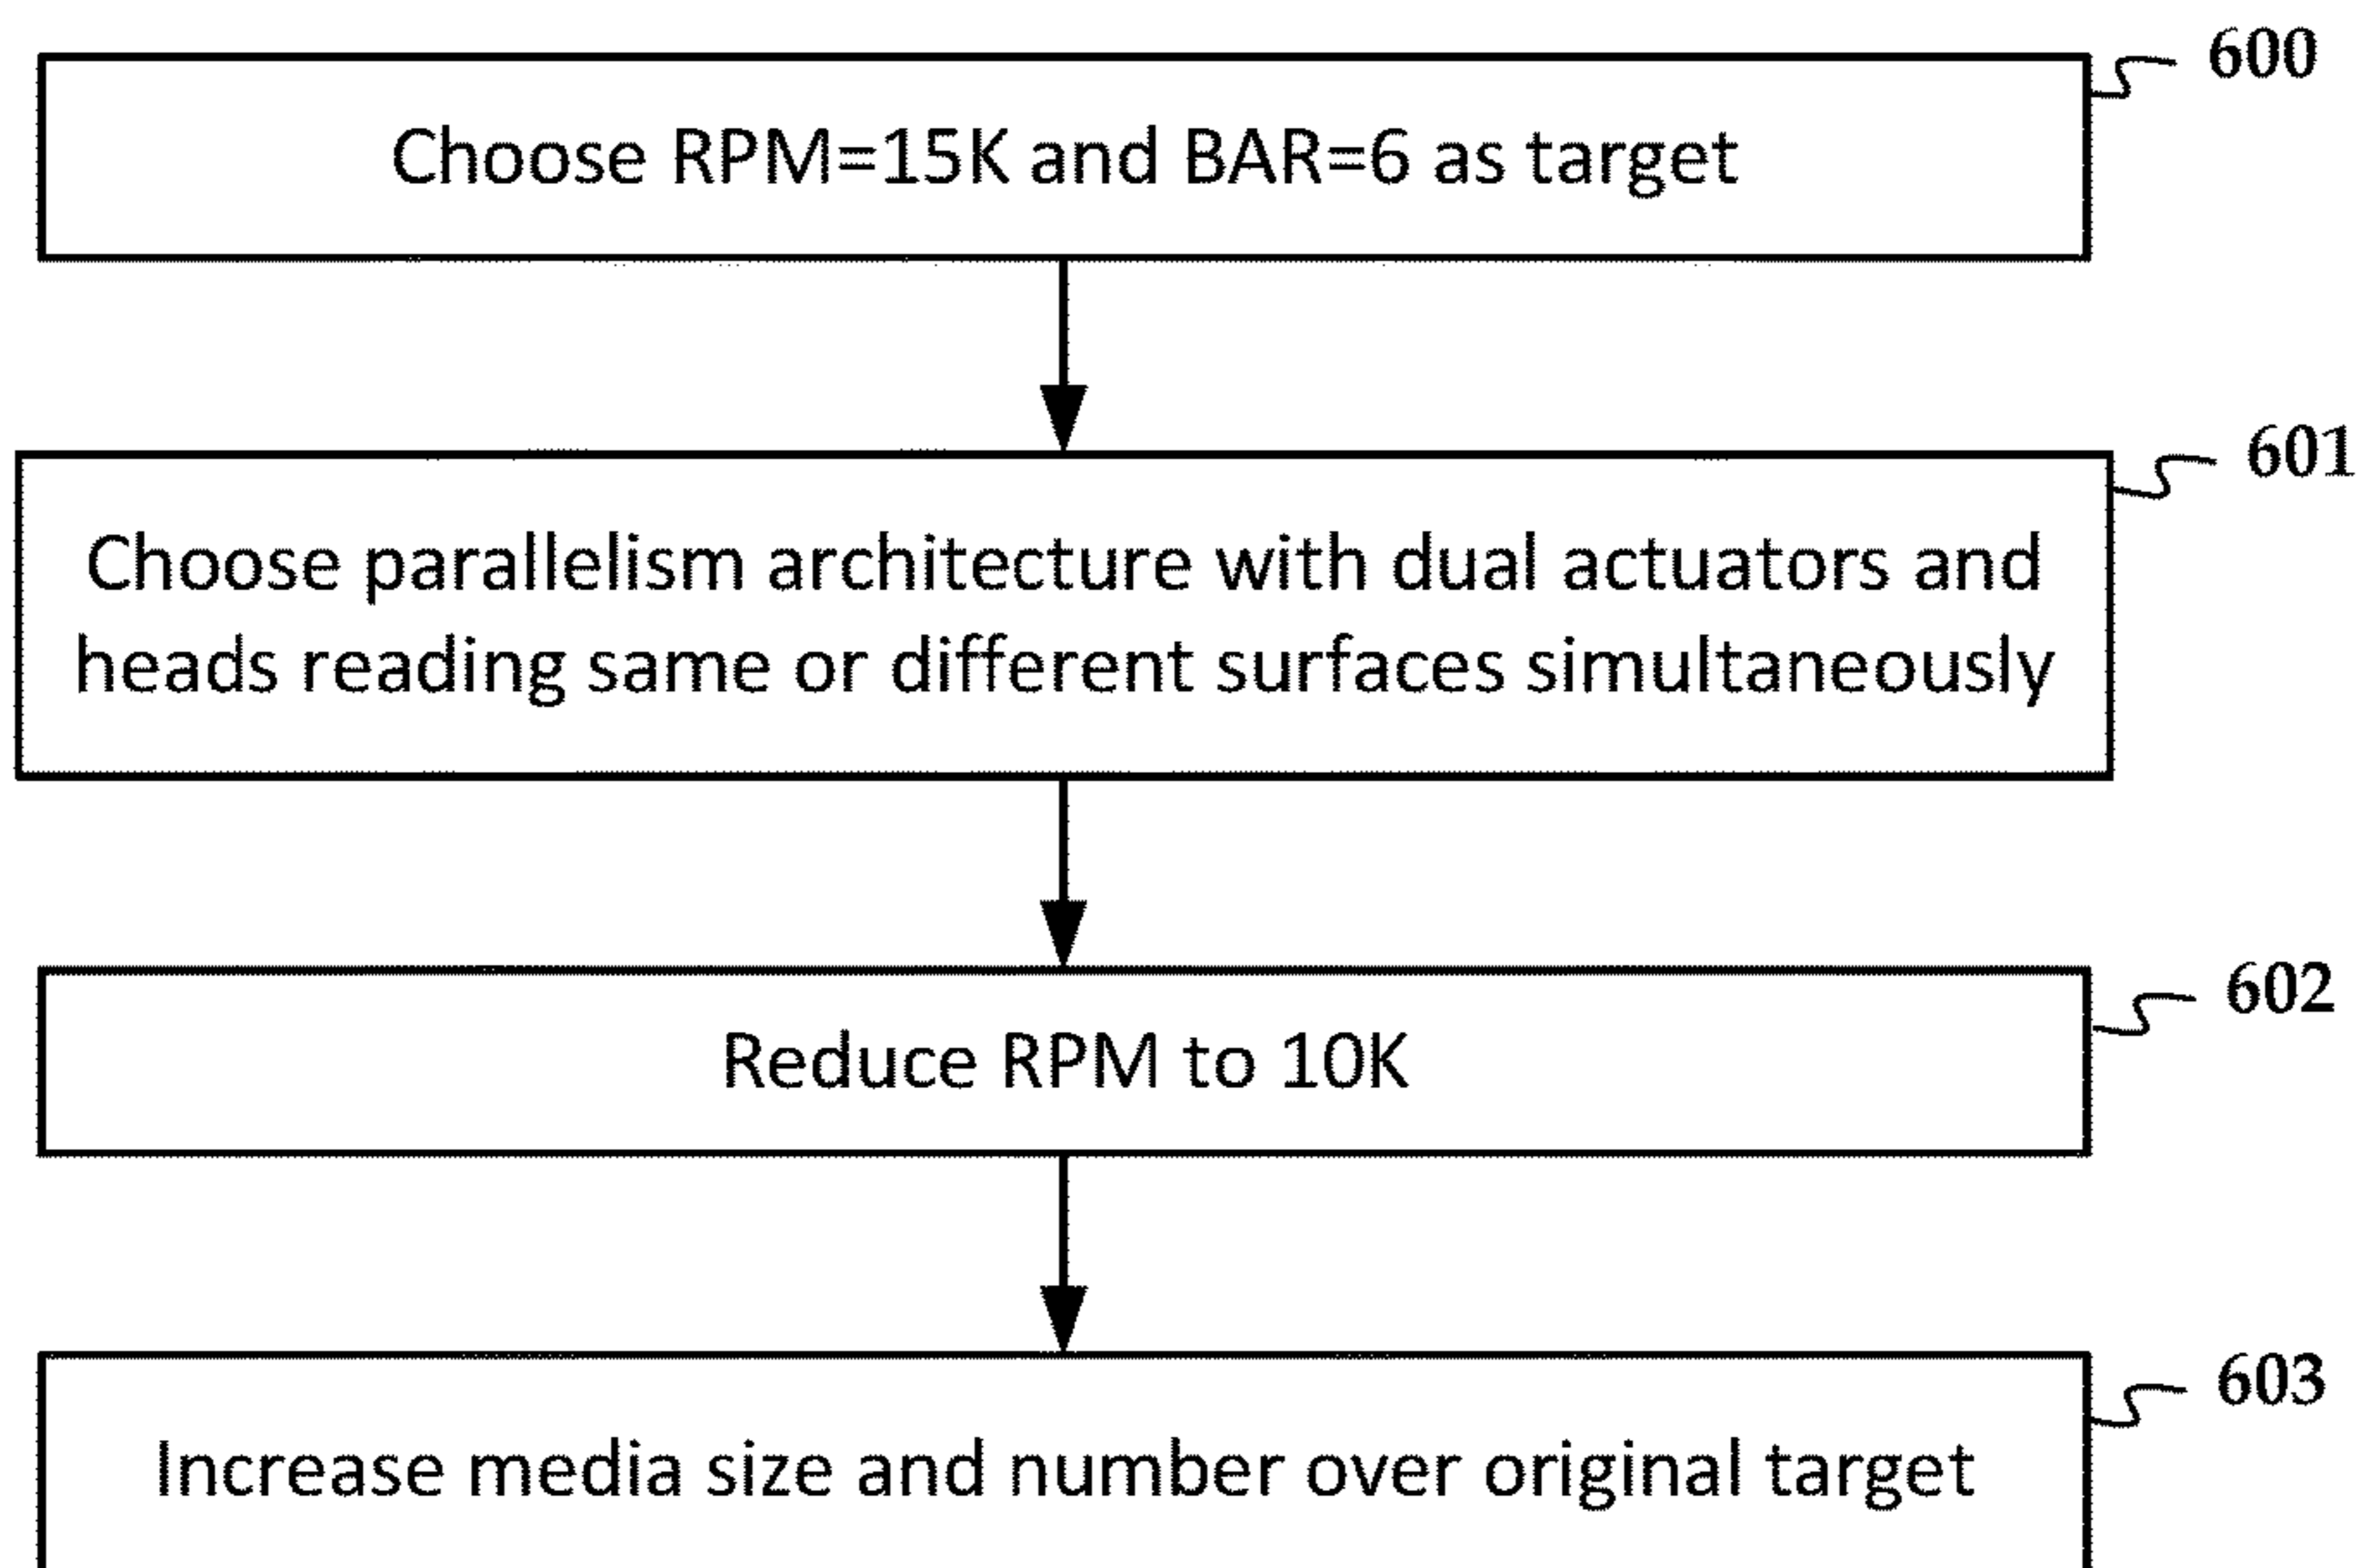 600
Choose RPM=15K and BAR=6 as target
601
Choose parallelism architecture with dual actuators and
heads reading same or different surfaces simultaneously
602
Reduce RPM to 10K
603
Increase media size and number over original target